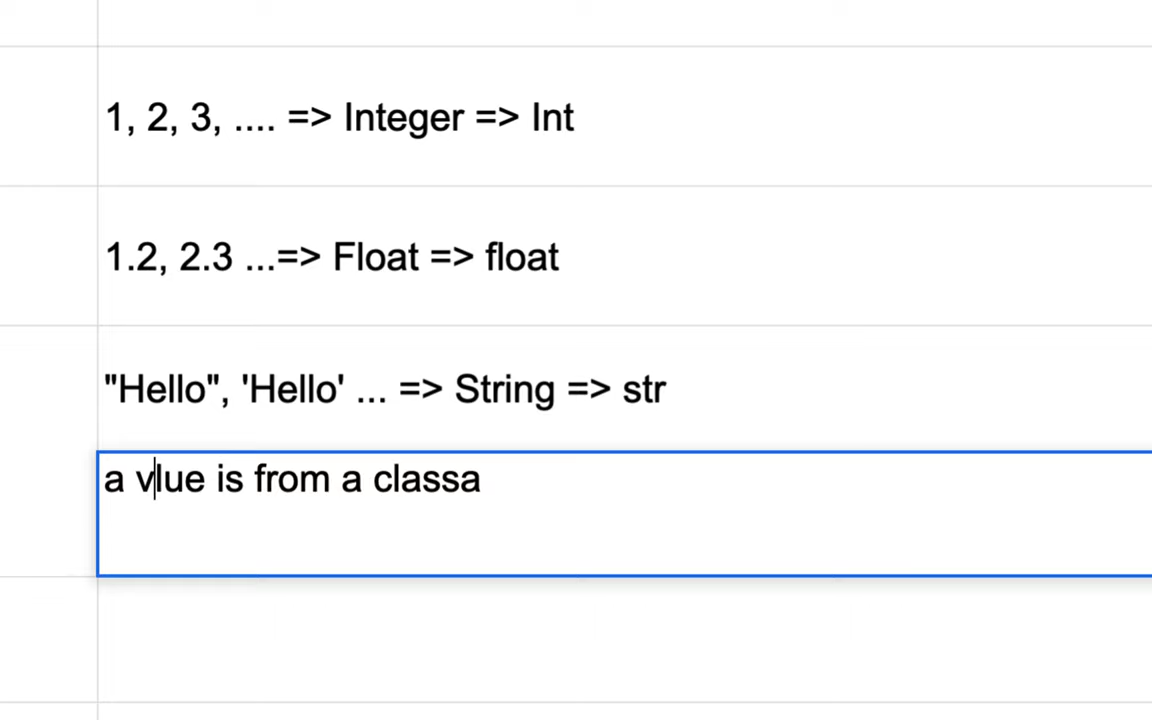 1, 2, 3, .... => Integer => Int
1.2, 2.3 ...=> Float => float
"Hello", 'Hello' ... => String => str
a vlue is from a classa